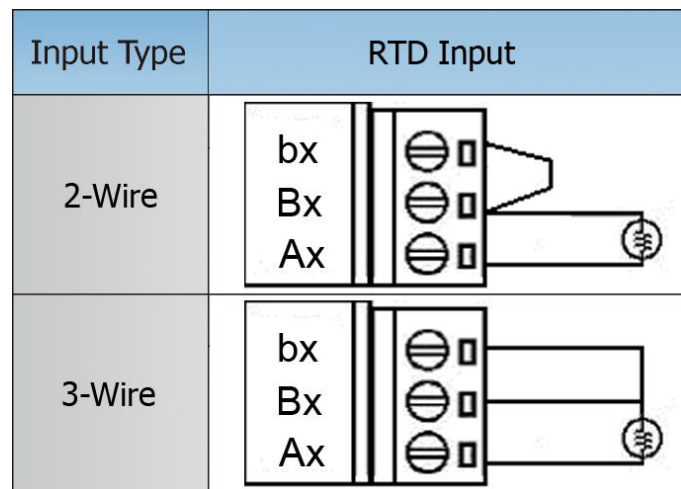 Input Type
RTD Input
2-Wire
bx
Bx
Ax
3-Wire
bx
Bx
Ax